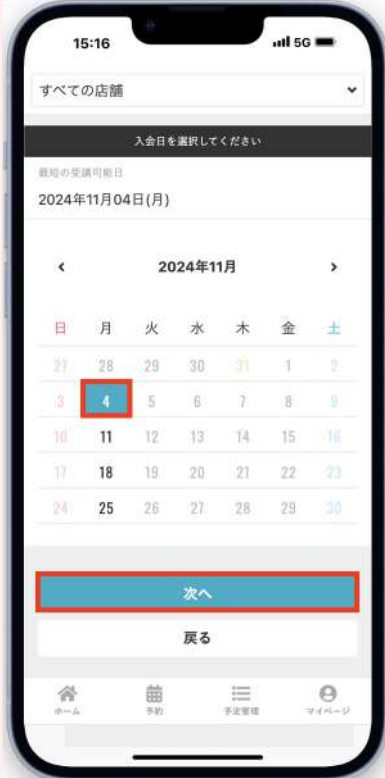 15:16
5G
すべての店舗
入会日を選択してください
最短の受講可能日
2024年11月04日(月)
2024年11月
日 月 火 水 木 金 土
27 28 29 30 31 1 2
3 4 5 6 7 8 9
10 11 12 13 14 15 16
17 18 19 20 21 22 23
24 25 26 27 28 29 30
次へ
戻る
ホーム 予約 予定管理 マイページ